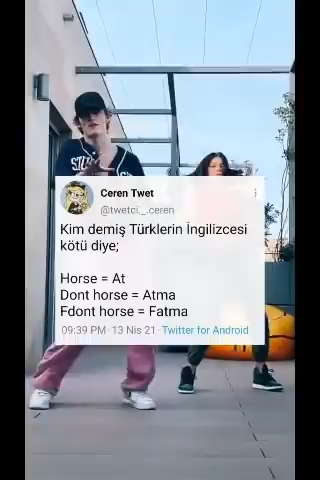 Ceren Twet
@twetci._.ceren
Kim demiş Türklerin İngilizcesi
kötü diye;
Horse = At
Dont horse = Atma
Fdont horse = Fatma
09:39 PM · 13 Nis 21 · Twitter for Android